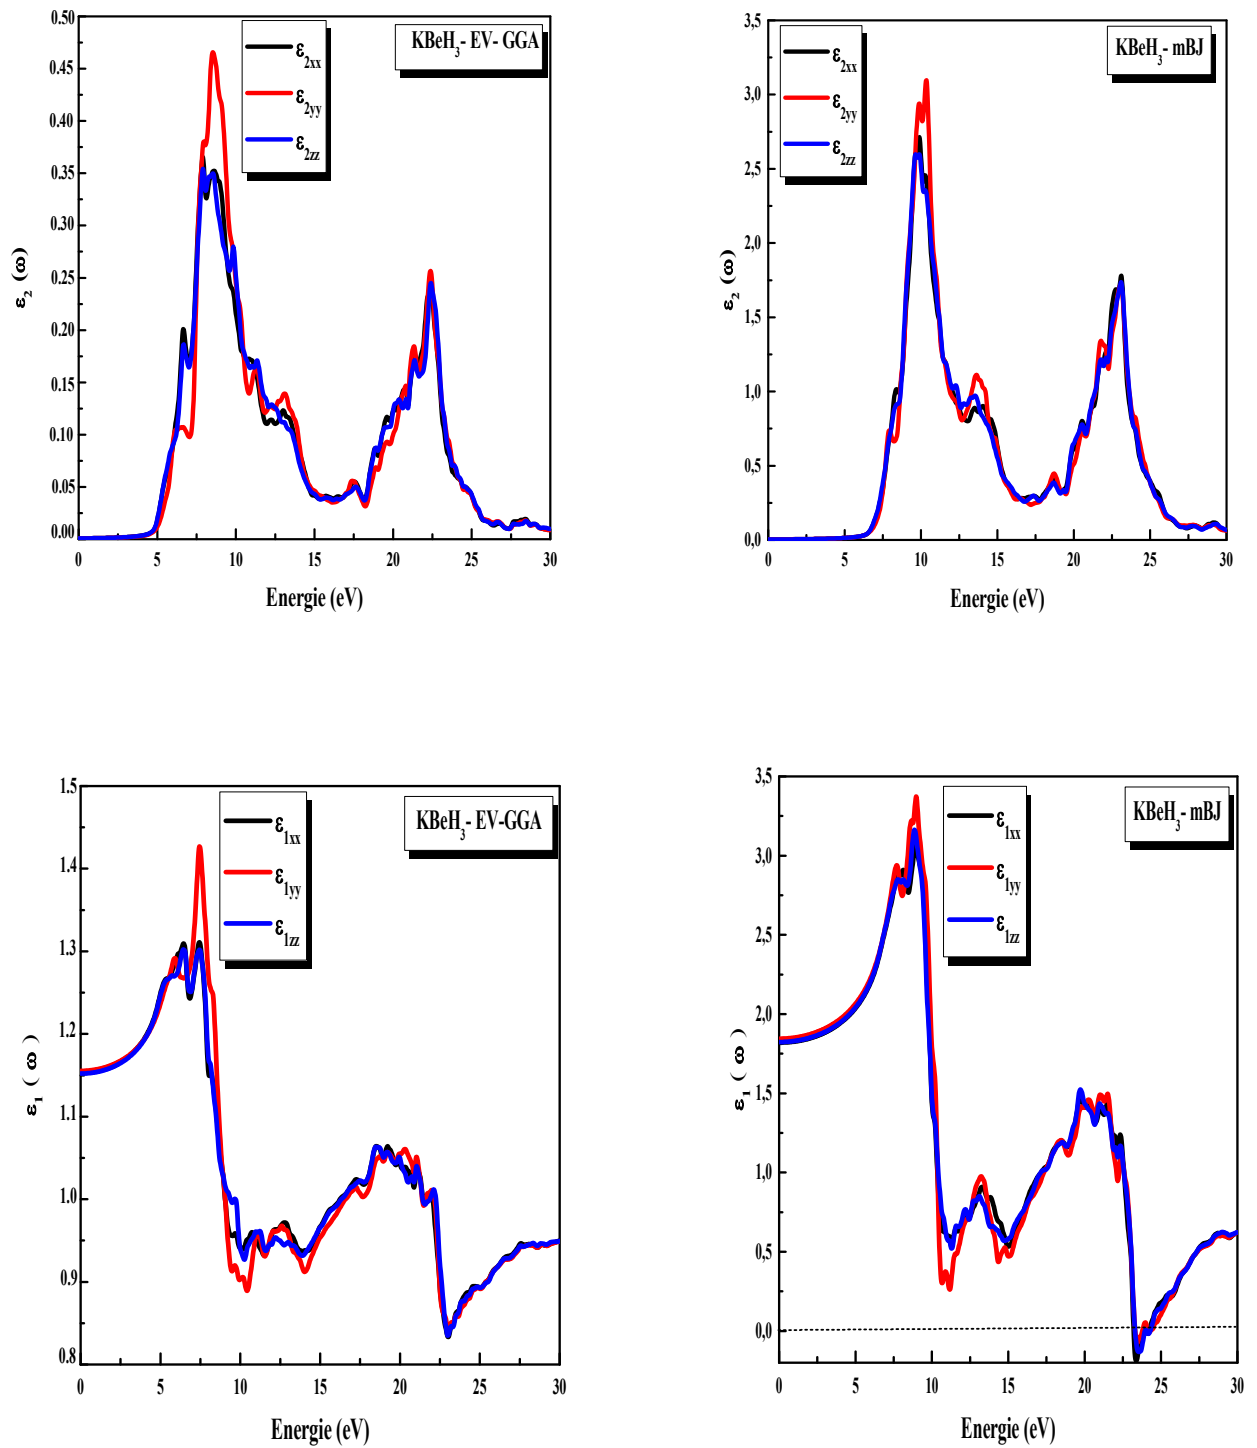 KBeH₃- EV- GGA
ε₂xx
ε₂yy
ε₂zz
0.50
0.45
0.40
0.35
0.30
0.25
0.20
0.15
0.10
0.05
0.00
ε₂ (ω)
0 5 10 15 20 25 30
Energie (eV)
KBeH₃- mBJ
ε₂xx
ε₂yy
ε₂zz
3,5
3,0
2,5
2,0
1,5
1,0
0,5
0,0
ε₂ (ω)
0 5 10 15 20 25 30
Energie (eV)
KBeH₃- EV-GGA
ε₁xx
ε₁yy
ε₁zz
1.5
1.4
1.3
1.2
1.1
1.0
0.9
0.8
ε₁ ( ω )
0 5 10 15 20 25 30
Energie (eV)
KBeH₃- mBJ
ε₁xx
ε₁yy
ε₁zz
3,5
3,0
2,5
2,0
1,5
1,0
0,5
0,0
ε₁ ( ω )
0 5 10 15 20 25 30
Energie (eV)